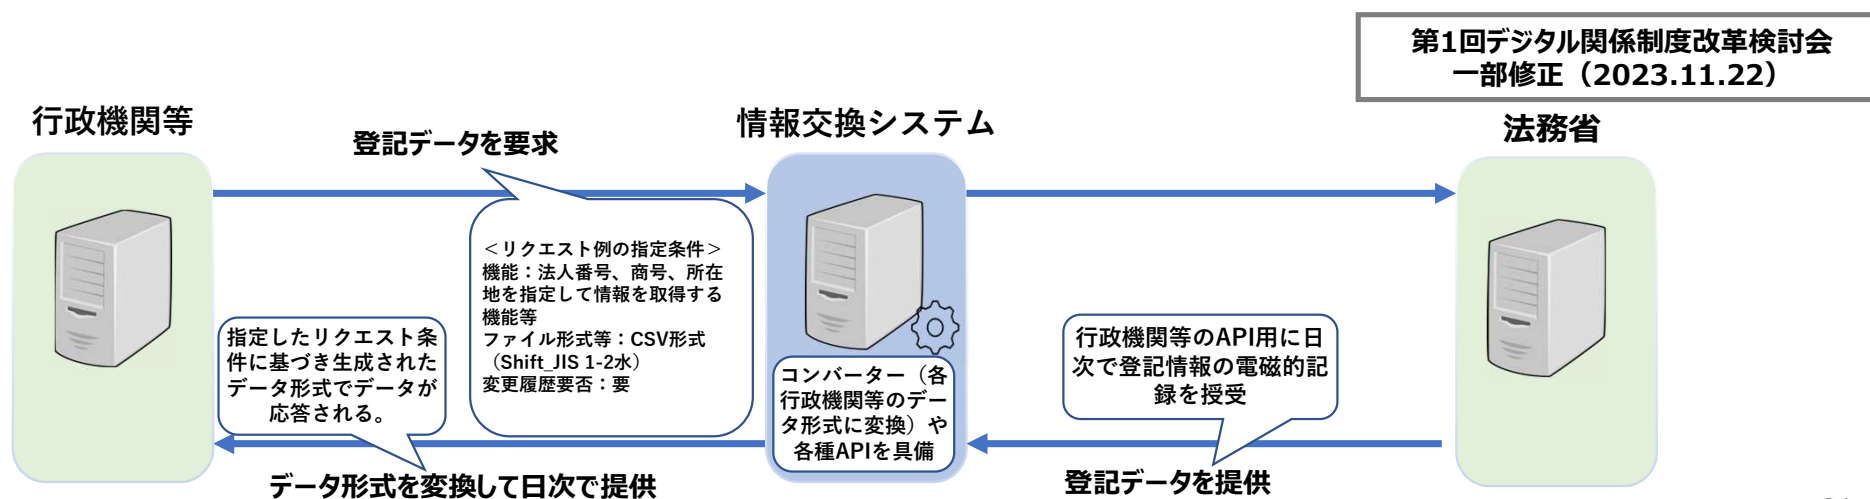 第1回デジタル関係制度改革検討会
一部修正（2023.11.22）
行政機関等
情報交換システム
法務省
登記データを要求
＜リクエスト例の指定条件＞
機能：法人番号、商号、所在
地を指定して情報を取得する
機能等
ファイル形式等：CSV形式
（Shift_JIS 1-2水）
変更履歴要否：要
指定したリクエスト条
件に基づき生成された
データ形式でデータが
応答される。
コンバーター（各
行政機関等のデー
タ形式に変換）や
各種APIを具備
行政機関等のAPI用に日
次で登記情報の電磁的記
録を授受
データ形式を変換して日次で提供
登記データを提供